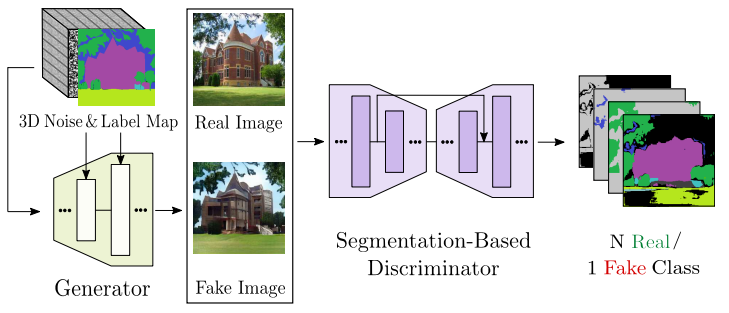 3D Noise & Label Map
Generator
Real Image
Fake Image
Segmentation-Based
Discriminator
N Real/
1 Fake Class